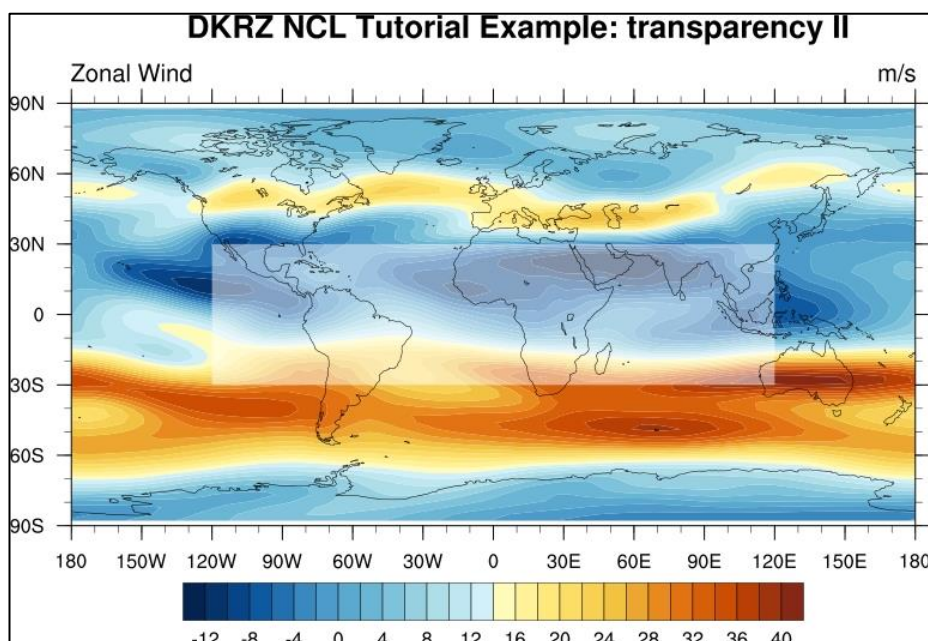 DKRZ NCL Tutorial Example: transparency II
Zonal Wind m/s
90N
60N
30N
0
30S
60S
90S
180 150W 120W 90W 60W 30W 0 30E 60E 90E 120E 150E 180
-12 -8 -4 0 4 8 12 16 20 24 28 32 36 40